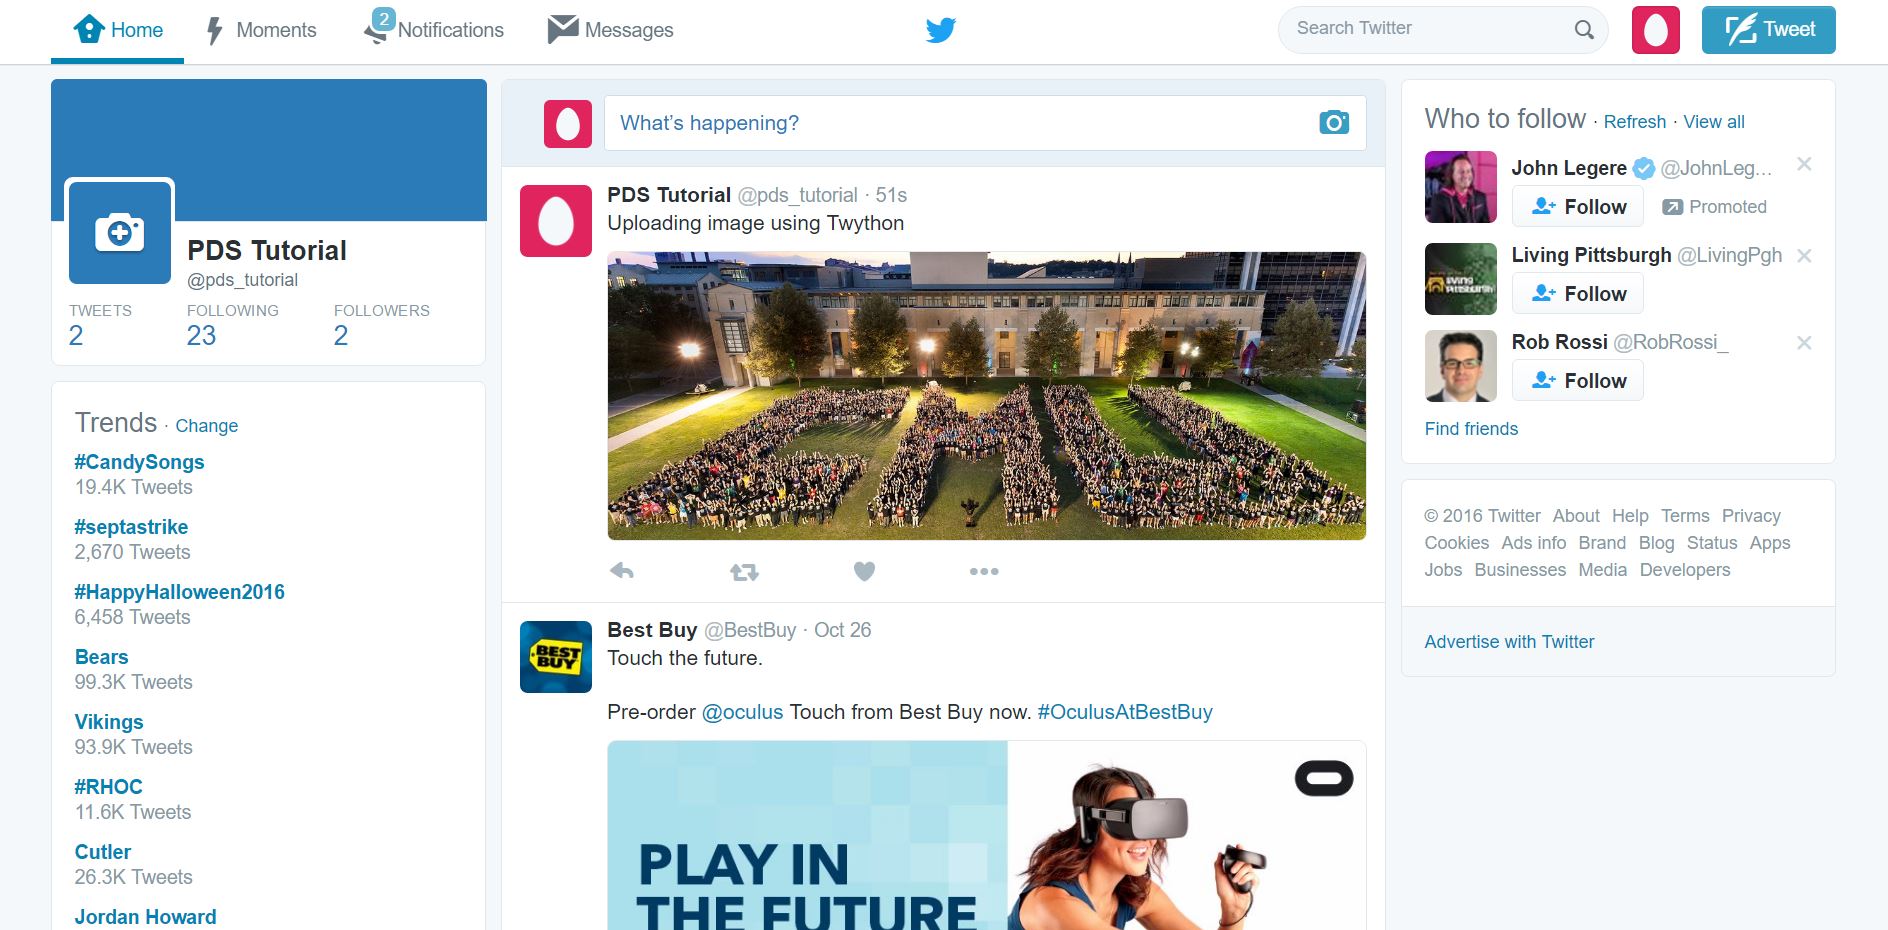 Home
Moments
2
Notifications
Messages
Search Twitter
Tweet
PDS Tutorial
@pds_tutorial
TWEETS FOLLOWING FOLLOWERS
2 23 2
Trends · Change
#CandySongs
19.4K Tweets
#septastrike
2,670 Tweets
#HappyHalloween2016
6,458 Tweets
Bears
99.3K Tweets
Vikings
93.9K Tweets
#RHOC
11.6K Tweets
Cutler
26.3K Tweets
Jordan Howard
What's happening?
PDS Tutorial @pds_tutorial · 51s
Uploading image using Twython
CMU
Best Buy @BestBuy · Oct 26
BEST
BUY
Touch the future.
Pre-order @oculus Touch from Best Buy now. #OculusAtBestBuy
PLAY IN
THE FUTURE
Who to follow · Refresh · View all
John Legere @JohnLeg...
Follow Promoted
Living Pittsburgh @LivingPgh
living
Pittsburgh
Follow
Rob Rossi @RobRossi_
Follow
Find friends
© 2016 Twitter About Help Terms Privacy
Cookies Ads info Brand Blog Status Apps
Jobs Businesses Media Developers
Advertise with Twitter